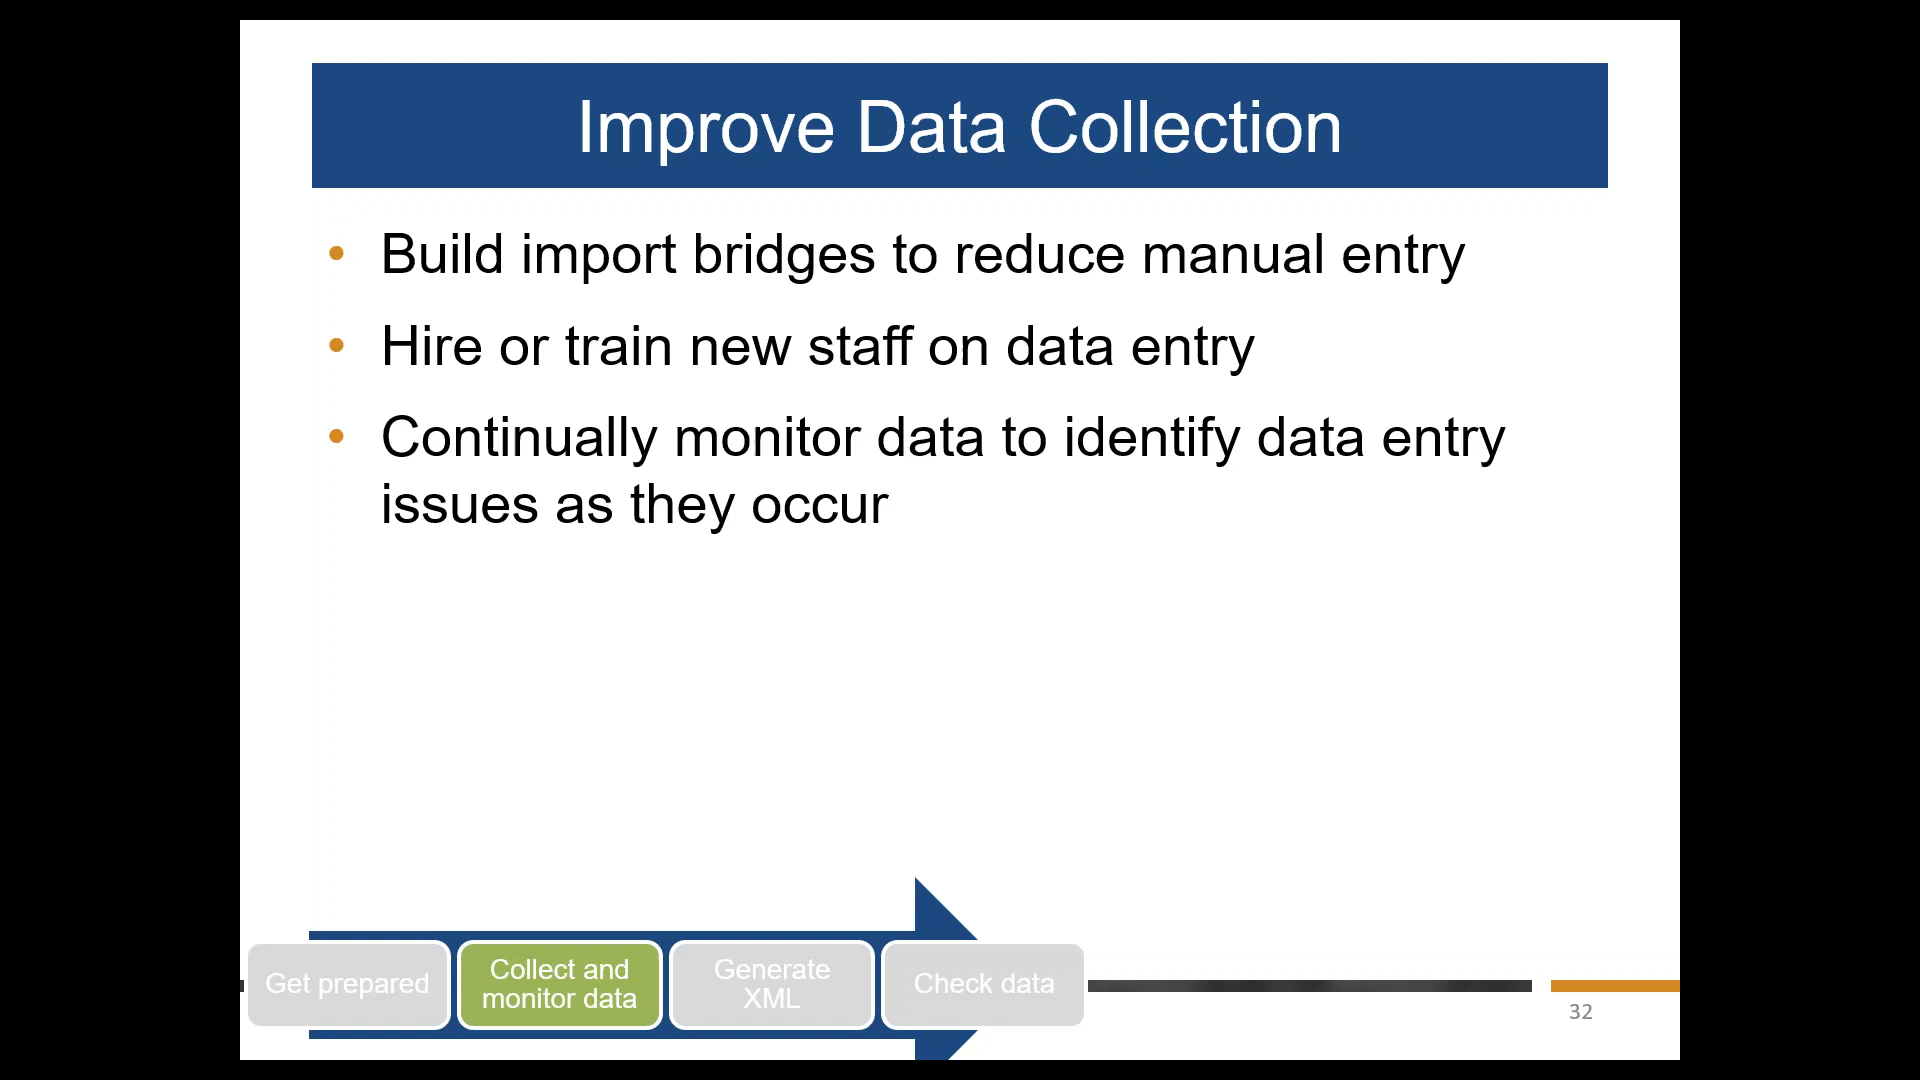 Improve Data Collection
• Build import bridges to reduce manual entry
• Hire or train new staff on data entry
• Continually monitor data to identify data entry
issues as they occur
Get prepared
Collect and
monitor data
Generate
XML
Check data
32